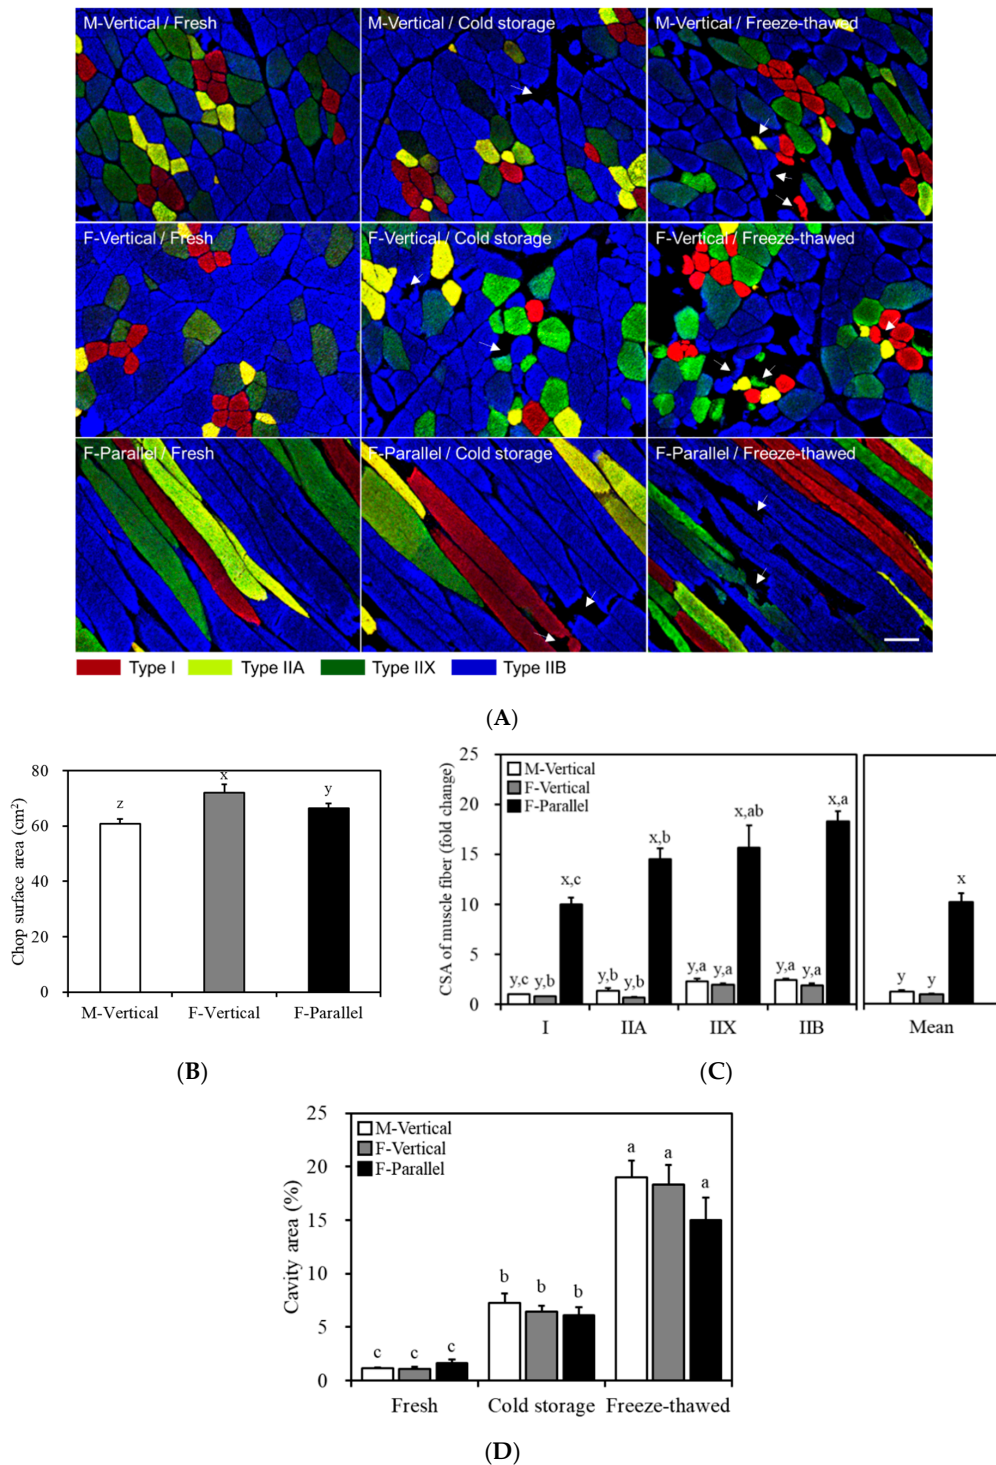 M-Vertical / Fresh
M-Vertical / Cold storage
M-Vertical / Freeze-thawed
F-Vertical / Fresh
F-Vertical / Cold storage
F-Vertical / Freeze-thawed
F-Parallel / Fresh
F-Parallel / Cold storage
F-Parallel / Freeze-thawed
Type I
Type IIA
Type IIX
Type IIB
(A)
Chop surface area (cm²)
80
60
40
20
0
z
x
y
M-Vertical
F-Vertical
F-Parallel
(B)
CSA of muscle fiber (fold change)
25
20
15
10
5
0
M-Vertical
F-Vertical
F-Parallel
y,c
y,b
x,c
y,b
y,b
x,b
y,a
y,a
x,ab
y,a
y,a
x,a
y
y
x
I
IIA
IIX
IIB
Mean
(C)
Cavity area (%)
25
20
15
10
5
0
M-Vertical
F-Vertical
F-Parallel
c
c
c
b
b
b
a
a
a
Fresh
Cold storage
Freeze-thawed
(D)